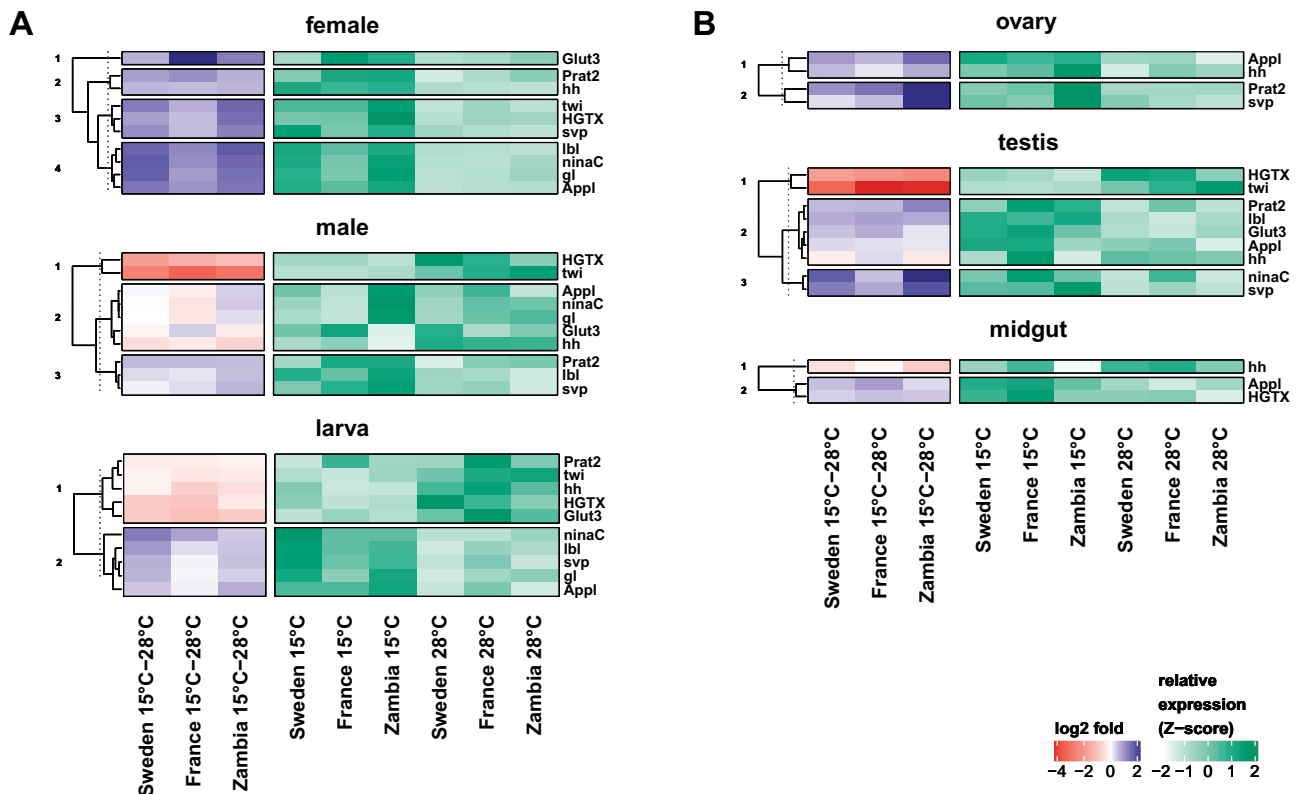 A
female
1
Glut3
2
Prat2
hh
3
twi
HGTX
svp
4
lbl
ninaC
gl
Appl
male
1
HGTX
twi
2
Appl
ninaC
gl
Glut3
hh
3
Prat2
lbl
svp
larva
1
Prat2
twi
hh
HGTX
Glut3
2
ninaC
lbl
svp
gl
Appl
Sweden 15°C−28°C
France 15°C−28°C
Zambia 15°C−28°C
Sweden 15°C
France 15°C
Zambia 15°C
Sweden 28°C
France 28°C
Zambia 28°C
B
ovary
1
Appl
hh
2
Prat2
svp
testis
1
HGTX
twi
2
Prat2
lbl
Glut3
Appl
hh
3
ninaC
svp
midgut
1
hh
2
Appl
HGTX
Sweden 15°C−28°C
France 15°C−28°C
Zambia 15°C−28°C
Sweden 15°C
France 15°C
Zambia 15°C
Sweden 28°C
France 28°C
Zambia 28°C
log2 fold
−4 −2 0 2
relative
expression
(Z−score)
−2 −1 0 1 2